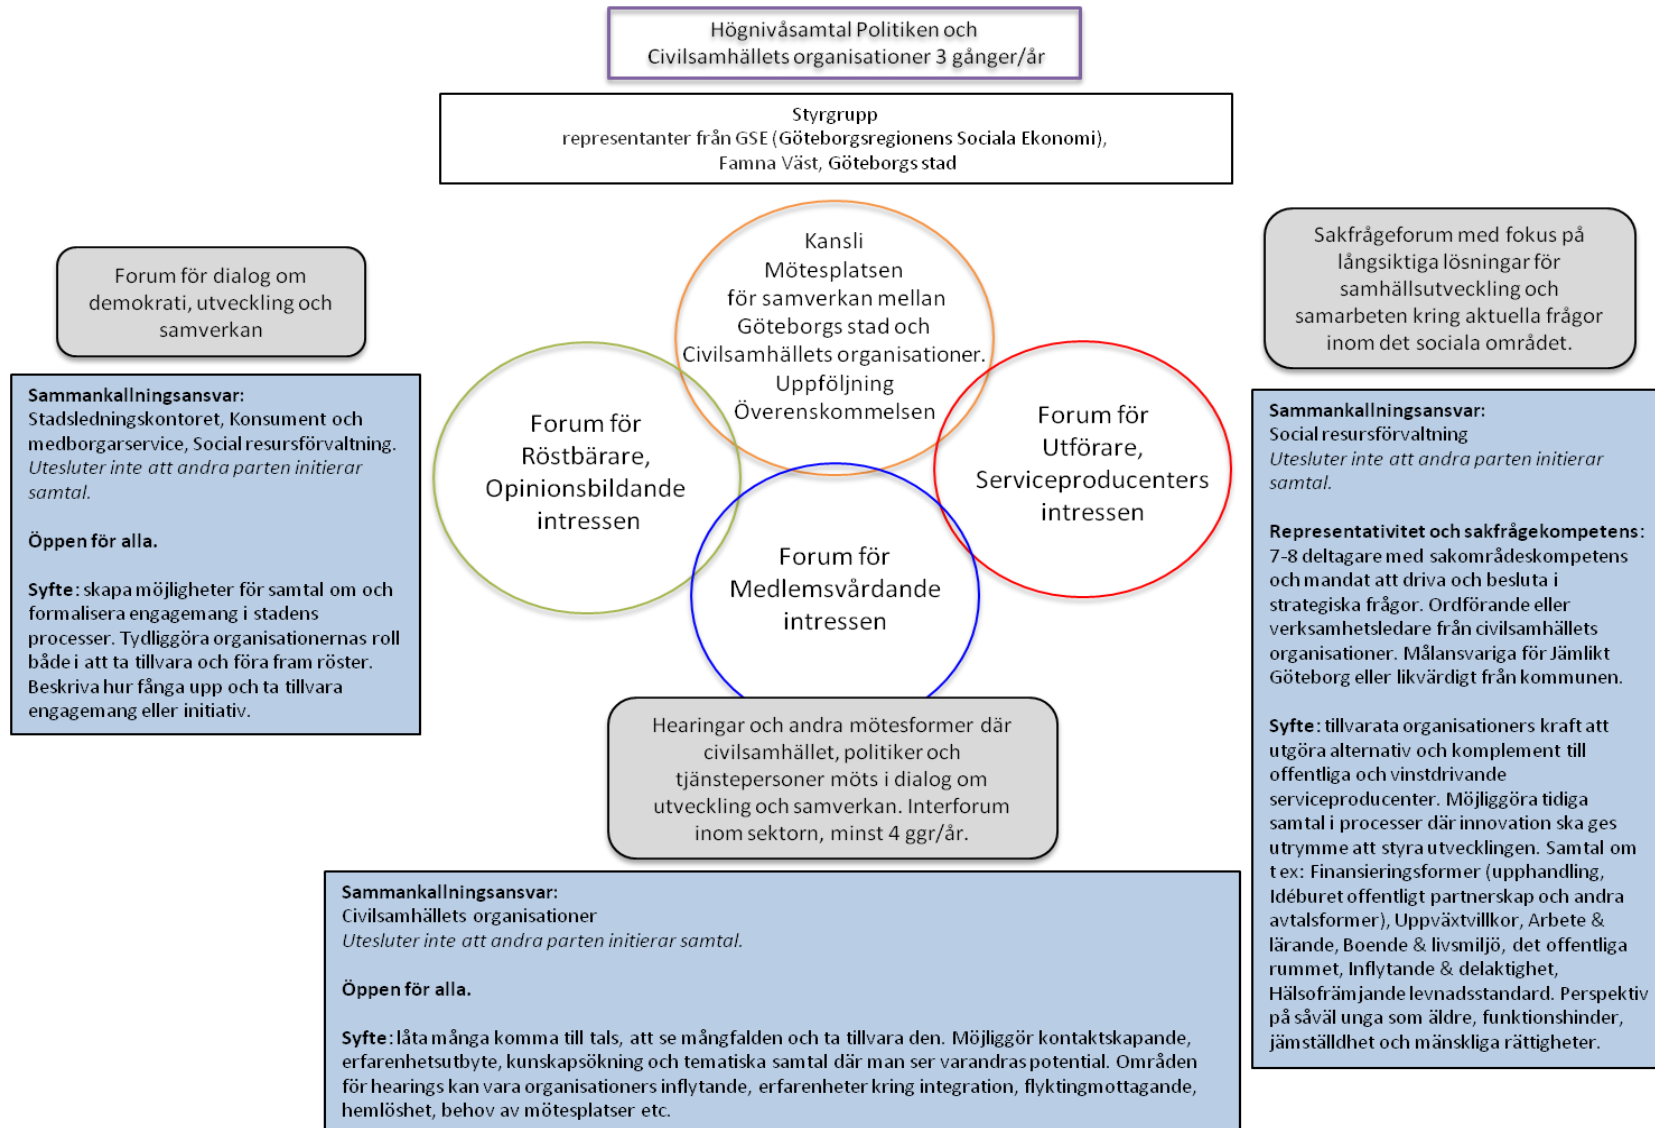 Högnivåsamtal Politiken och
Civilsamhällets organisationer 3 gånger/år
Styrgrupp
representanter från GSE (Göteborgsregionens Sociala Ekonomi),
Famna Väst, Göteborgs stad
Kansli
Mötesplatsen
för samverkan mellan
Göteborgs stad och
Civilsamhällets organisationer.
Uppföljning
Överenskommelsen
Forum för dialog om
demokrati, utveckling och
samverkan
Sammankallningsansvar:
Stadsledningskontoret, Konsument och
medborgarservice, Social resursförvaltning.
Utesluter inte att andra parten initierar
samtal.
Öppen för alla.
Syfte: skapa möjligheter för samtal om och
formalisera engagemang i stadens
processer. Tydliggöra organisationernas roll
både i att ta tillvara och föra fram röster.
Beskriva hur fånga upp och ta tillvara
engagemang eller initiativ.
Forum för
Röstbärare,
Opinionsbildande
intressen
Forum för
Medlemsvårdande
intressen
Forum för
Utförare,
Serviceproducenters
intressen
Hearingar och andra mötesformer där
civilsamhället, politiker och
tjänstepersoner möts i dialog om
utveckling och samverkan. Interforum
inom sektorn, minst 4 ggr/år.
Sammankallningsansvar:
Civilsamhällets organisationer
Utesluter inte att andra parten initierar samtal.
Öppen för alla.
Syfte: låta många komma till tals, att se mångfalden och ta tillvara den. Möjliggör kontaktskapande,
erfarenhetsutbyte, kunskapsökning och tematiska samtal där man ser varandras potential. Områden
för hearings kan vara organisationers inflytande, erfarenheter kring integration, flyktingmottagande,
hemlöshet, behov av mötesplatser etc.
Sakfrågeforum med fokus på
långsiktiga lösningar för
samhällsutveckling och
samarbeten kring aktuella frågor
inom det sociala området.
Sammankallningsansvar:
Social resursförvaltning
Utesluter inte att andra parten initierar
samtal.
Representativitet och sakfrågekompetens:
7-8 deltagare med sakområdeskompetens
och mandat att driva och besluta i
strategiska frågor. Ordförande eller
verksamhetsledare från civilsamhällets
organisationer. Målansvariga för Jämlikt
Göteborg eller likvärdigt från kommunen.
Syfte: tillvarata organisationers kraft att
utgöra alternativ och komplement till
offentliga och vinstdrivande
serviceproducenter. Möjliggöra tidiga
samtal i processer där innovation ska ges
utrymme att styra utvecklingen. Samtal om
t ex: Finansieringsformer (upphandling,
Idéburet offentligt partnerskap och andra
avtalsformer), Uppväxtvillkor, Arbete &
lärande, Boende & livsmiljö, det offentliga
rummet, Inflytande & delaktighet,
Hälsofrämjande levnadsstandard. Perspektiv
på såväl unga som äldre, funktionshinder,
jämställdhet och mänskliga rättigheter.